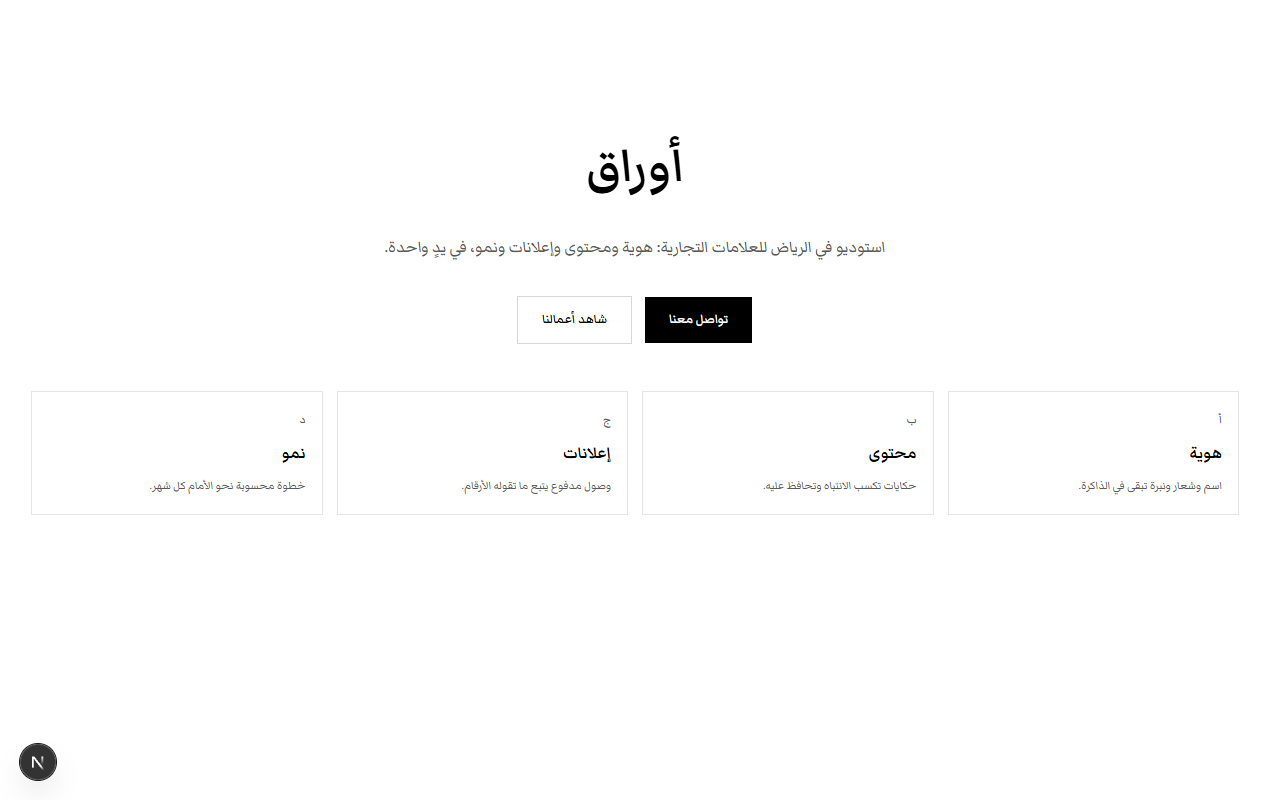 أوراق
استوديو في الرياض للعلامات التجارية: هوية ومحتوى وإعلانات ونمو، في يدٍ واحدة.
تواصل معنا
شاهد أعمالنا
أ
هوية
اسم وشعار ونبرة تبقى في الذاكرة.
ب
محتوى
حكايات تكسب الانتباه وتحافظ عليه.
ج
إعلانات
وصول مدفوع يتبع ما تقوله الأرقام.
د
نمو
خطوة محسوبة نحو الأمام كل شهر.
N